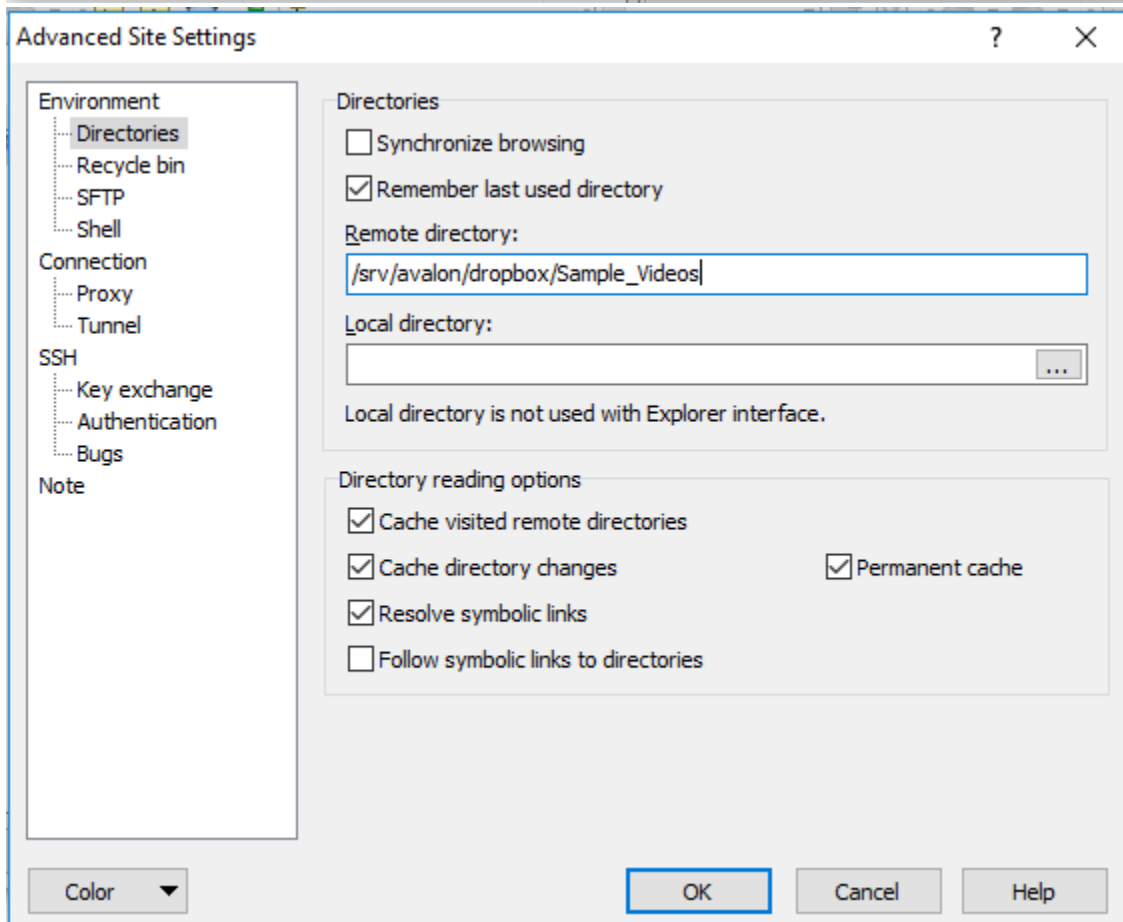 Advanced Site Settings
?
Environment
Directories
Recycle bin
SFTP
Shell
Connection
Proxy
Tunnel
SSH
Key exchange
Authentication
Bugs
Note
Directories
Synchronize browsing
Remember last used directory
Remote directory:
/srv/avalon/dropbox/Sample_Videos
Local directory:
...
Local directory is not used with Explorer interface.
Directory reading options
Cache visited remote directories
Cache directory changes
Permanent cache
Resolve symbolic links
Follow symbolic links to directories
Color
OK
Cancel
Help